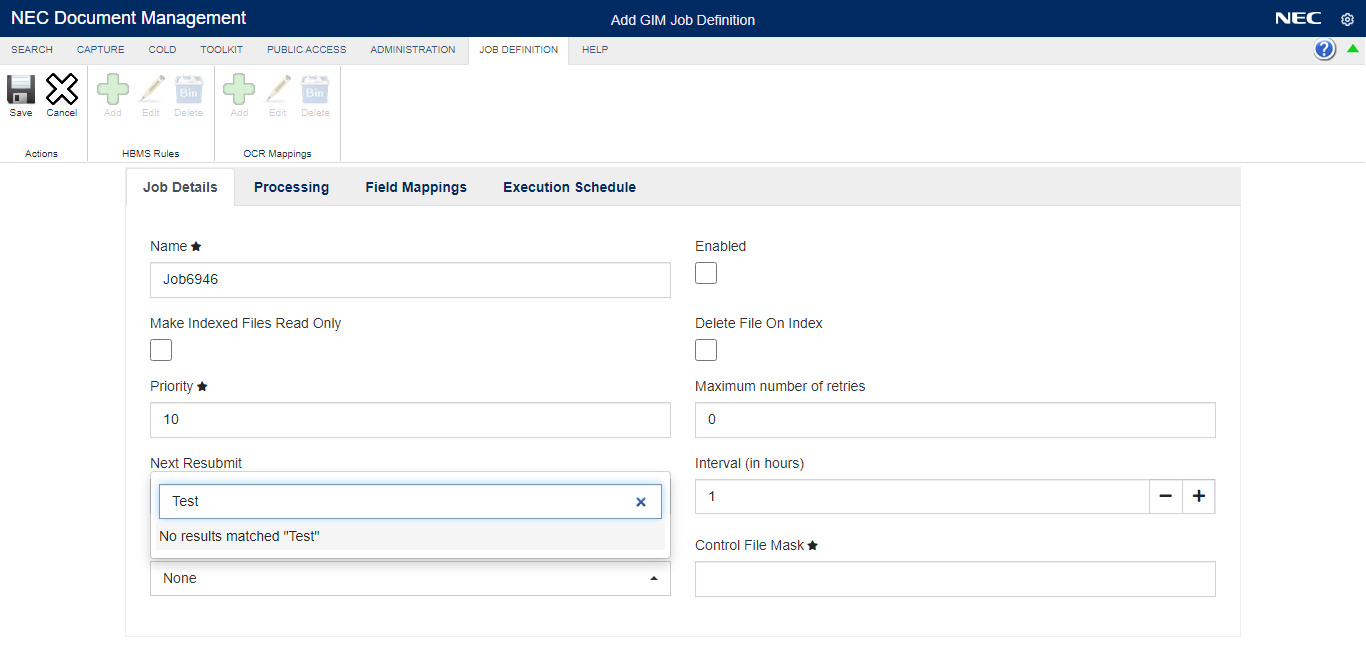 NEC Document Management
Add GIM Job Definition
NEC
SEARCH CAPTURE COLD TOOLKIT PUBLIC ACCESS ADMINISTRATION JOB DEFINITION HELP
?
Save Cancel Add Edit Bin Delete Add Edit Bin Delete
Actions HBMS Rules OCR Mappings
Job Details Processing Field Mappings Execution Schedule
Name ★ Enabled
Job6946
Make Indexed Files Read Only Delete File On Index
Priority ★ Maximum number of retries
10 0
Next Resubmit Interval (in hours)
Test × 1 − +
No results matched "Test"
Control File Mask ★
None